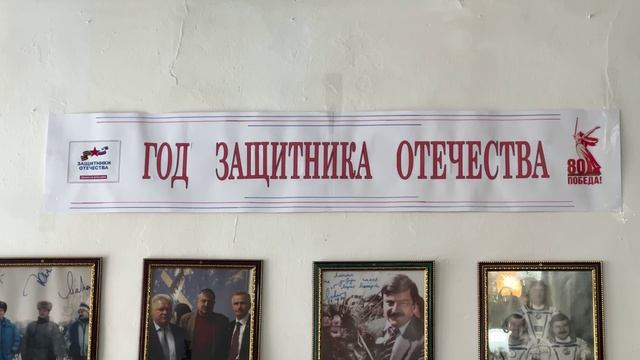 ЗАЩИТНИКИ
ОТЕЧЕСТВА
ГОД ЗАЩИТНИКА ОТЕЧЕСТВА
80
ПОБЕДА!